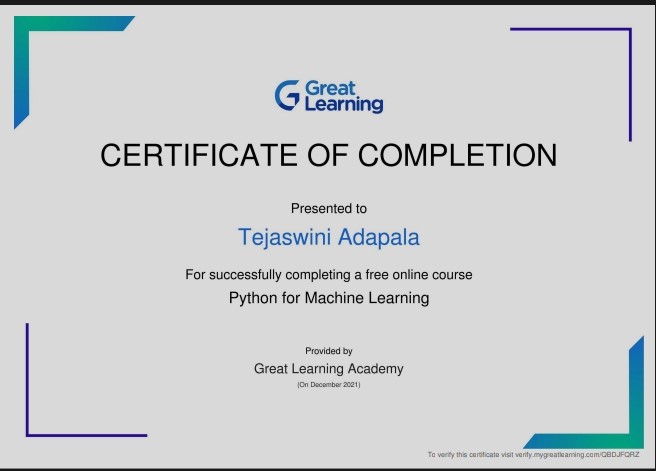 Great
Learning
CERTIFICATE OF COMPLETION
Presented to
Tejaswini Adapala
For successfully completing a free online course
Python for Machine Learning
Provided by
Great Learning Academy
(On December 2021)
To verify this certificate visit verify.mygreatlearning.com/QBDJFQRZ